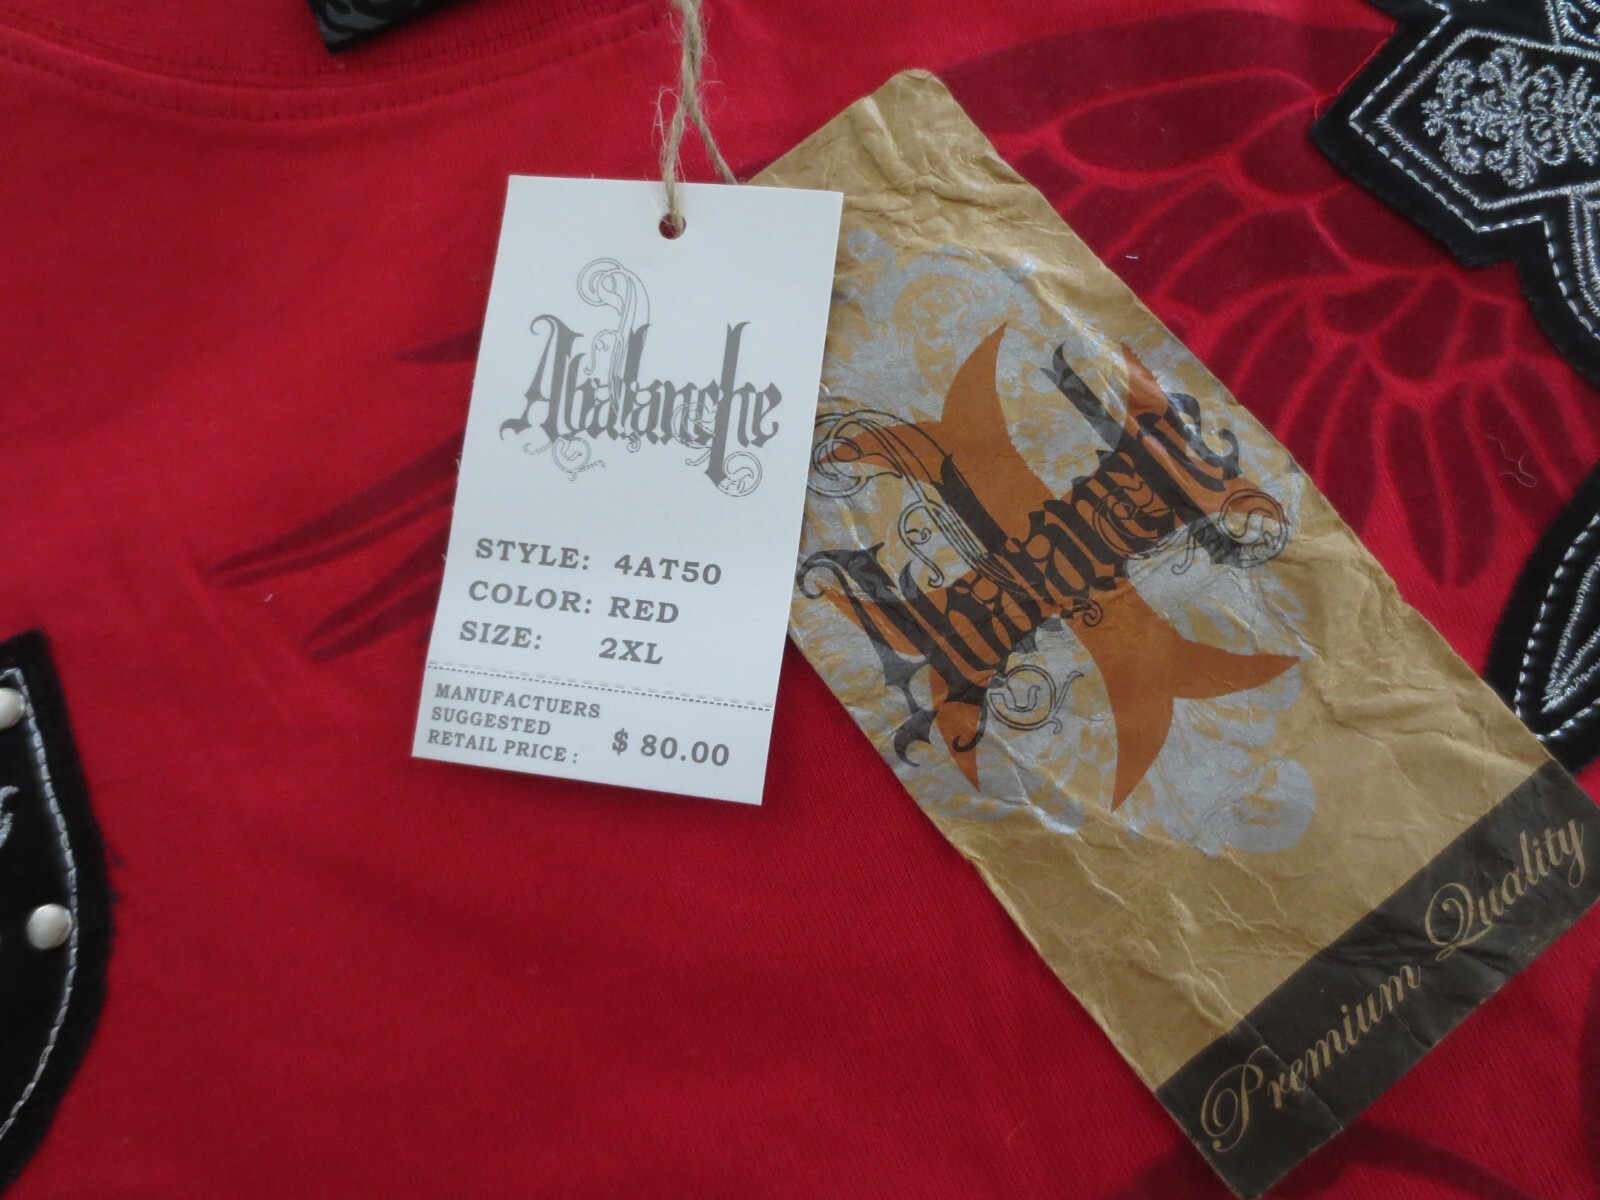 Abalanche
STYLE: 4AT50
COLOR: RED
SIZE: 2XL
MANUFACTUERS
SUGGESTED
RETAIL PRICE : $ 80.00
Abalanche
Premium Quality